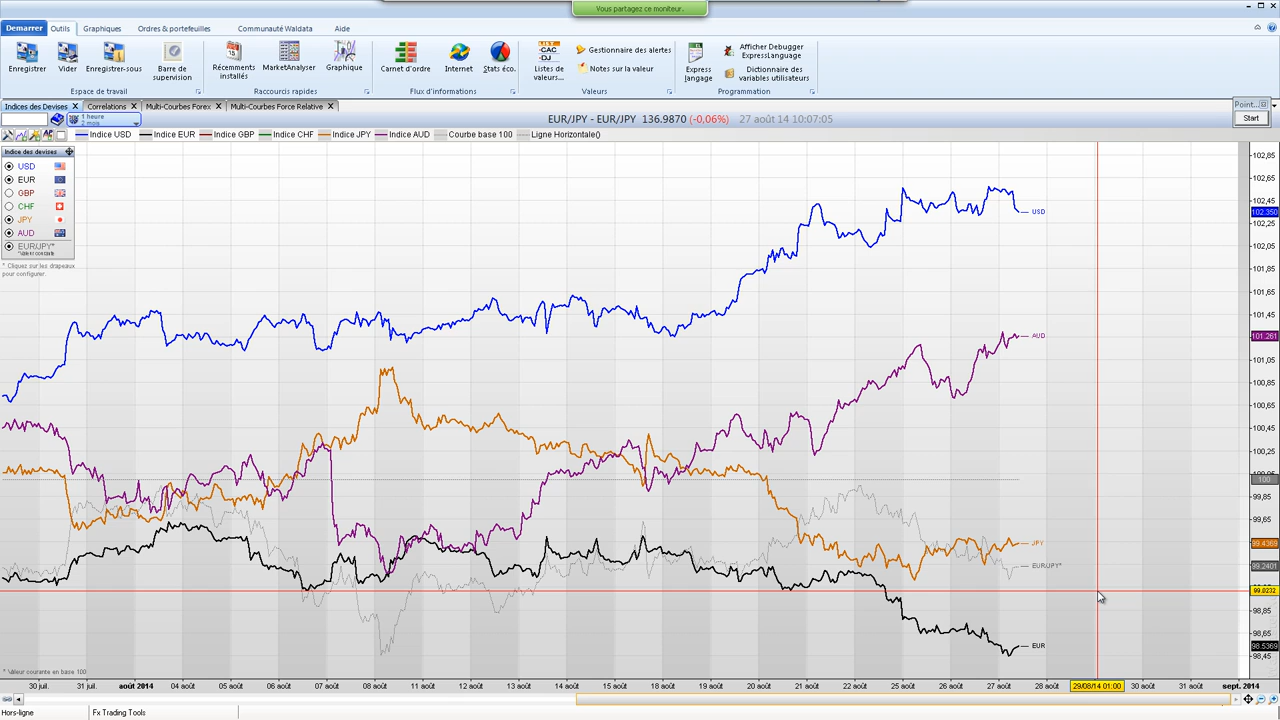 Vous partagez ce moniteur.
Demarrer Outils Graphiques Ordres & portefeuilles Communauté Waldata Aide
Enregistrer Vider Enregistrer-sous Barre de supervision
Récemments installés MarketAnalyser Graphique
Carnet d'ordre Internet Stats éco.
LIST CAC DJ Listes de valeurs...
Gestionnaire des alertes
Notes sur la valeur
Express langage
Afficher Debugger ExpressLanguage
Dictionnaire des variables utilisateurs
Espace de travail Raccourcis rapides Flux d'informations Valeurs Programmation
Indices des Devises Correlations Multi-Courbes Forex Multi-Courbes Force Relative
Point...
Start
1 heure
2 mois
EUR/JPY - EUR/JPY 136.9870 (-0,06%) 27 août 14 10:07:05
Indice USD Indice EUR Indice GBP Indice CHF Indice JPY Indice AUD Courbe base 100 Ligne Horizontale()
Indice des devises
USD
EUR
GBP
CHF
JPY
AUD
EUR/JPY*
* Cliquez sur les drapeaux
pour configurer.
102,85
102,65
102,45
102.350
102,25
102,05
101,85
101,65
101,45
101.261
101,05
100,85
100,65
100,45
100,25
100
99,85
99,65
99.4369
99.2401
99.0232
98,85
98,65
98.5369
98,45
USD
AUD
JPY
EUR/JPY*
EUR
* Valeur courante en base 100
30 juil. 31 juil. août 2014 04 août 05 août 06 août 07 août 08 août 11 août 12 août 13 août 14 août 15 août 18 août 19 août 20 août 21 août 22 août 25 août 26 août 27 août 28 août 29/08/14 01:00 30 août 31 août sept. 2014
Hors-ligne Fx Trading Tools